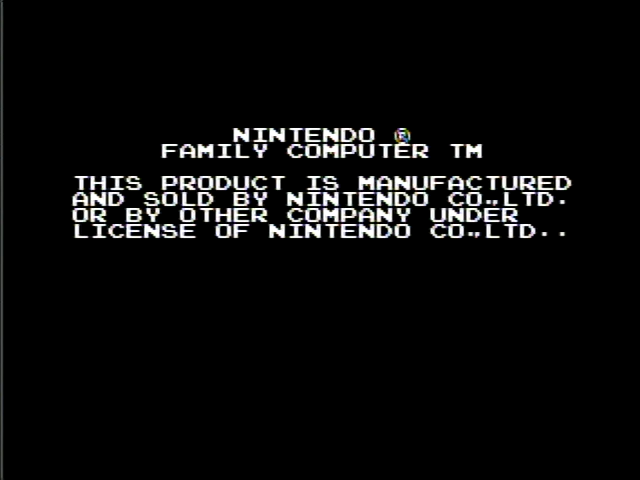 NINTENDO ®
FAMILY COMPUTER TM
THIS PRODUCT IS MANUFACTURED
AND SOLD BY NINTENDO CO.,LTD.
OR BY OTHER COMPANY UNDER
LICENSE OF NINTENDO CO.,LTD..